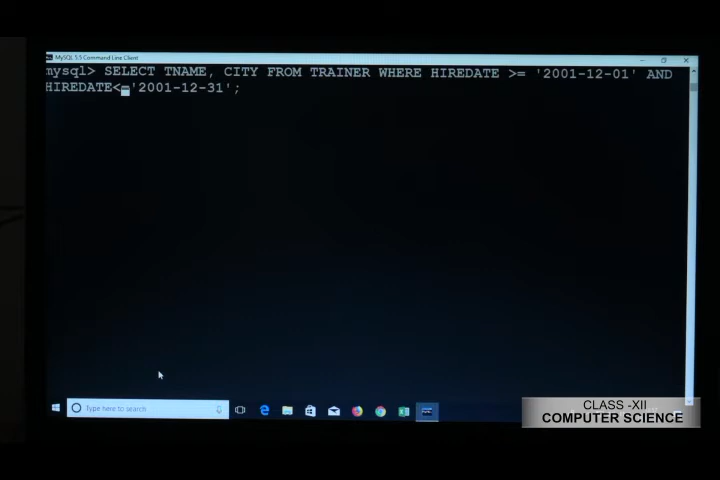 MySQL 5.5 Command Line Client
mysql> SELECT TNAME, CITY FROM TRAINER WHERE HIREDATE >= '2001-12-01' AND
HIREDATE<='2001-12-31';
Type here to search
CLASS -XII
COMPUTER SCIENCE